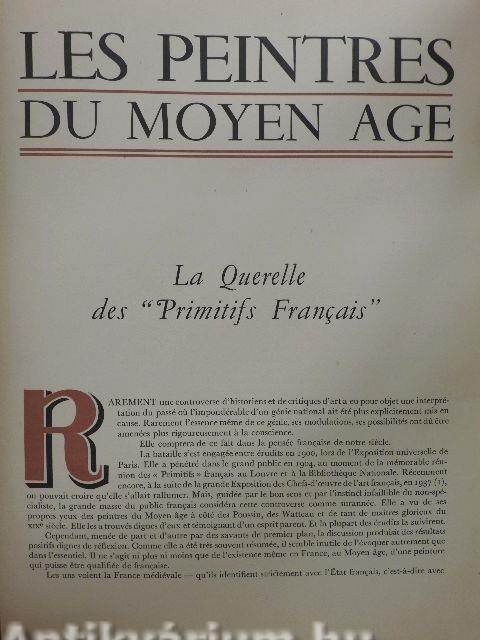 LES PEINTRES
DU MOYEN AGE
La Querelle
des “Primitifs Français”
RAREMENT une controverse d'historiens et de critiques d'art a eu pour objet une interpré-
tation du passé où l'impondérable d'un génie national ait été plus explicitement mis en
cause. Rarement l'essence même de ce génie, ses modulations, ses possibilités ont dû être
amenées plus rigoureusement à la conscience.
Elle comptera de ce fait dans la pensée française de notre siècle.
La bataille s'est engagée entre érudits en 1900, lors de l'Exposition universelle de
Paris. Elle a pénétré dans le grand public en 1904, au moment de la mémorable réu-
nion des « Primitifs » français au Louvre et à la Bibliothèque Nationale. Récemment
encore, à la suite de la grande Exposition des Chefs-d'œuvre de l'art français, en 1937 (1),
on pouvait croire qu'elle s'allait rallumer. Mais, guidée par le bon sens et par l'instinct infaillible du non-spé-
cialiste, la grande masse du public français considéra cette controverse comme surannée. Elle a vu de ses
propres yeux des peintres du Moyen âge à côté des Poussin, des Watteau et de tant de maîtres glorieux du
XIXe siècle. Elle les a trouvés dignes d'eux et témoignant d'un esprit parent. Et la plupart des érudits la suivirent.
Cependant, menée de part et d'autre par des savants de premier plan, la discussion produisit des résultats
positifs dignes de réflexion. Comme elle a été très souvent résumée, il semble inutile de l'évoquer autrement que
dans l'essentiel. Il ne s'agit ni plus ni moins que de l'existence même en France, au Moyen Age, d'une peinture
qui puisse être qualifiée de française.
Les uns voient la France médiévale — qu'ils identifient strictement avec l'État français, c'est-à-dire avec
Antikvárium.hu